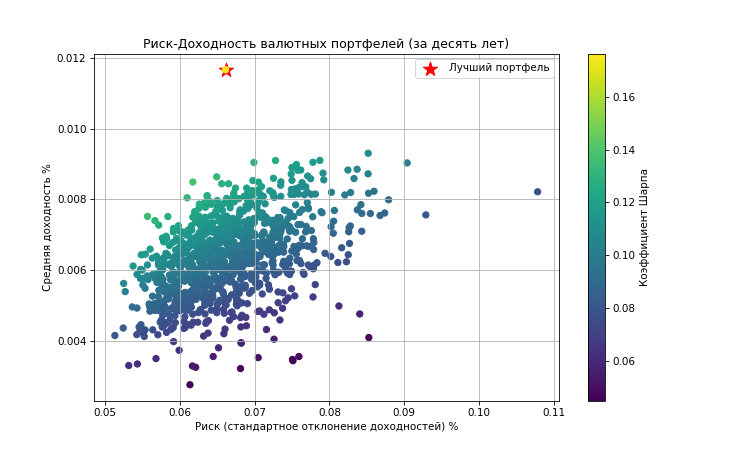 Риск-Доходность валютных портфелей (за десять лет)
Лучший портфель
Средняя доходность %
0.012
0.010
0.008
0.006
0.004
0.05 0.06 0.07 0.08 0.09 0.10 0.11
Риск (стандартное отклонение доходностей) %
0.16
0.14
0.12
0.10
0.08
0.06
Коэффициент Шарпа